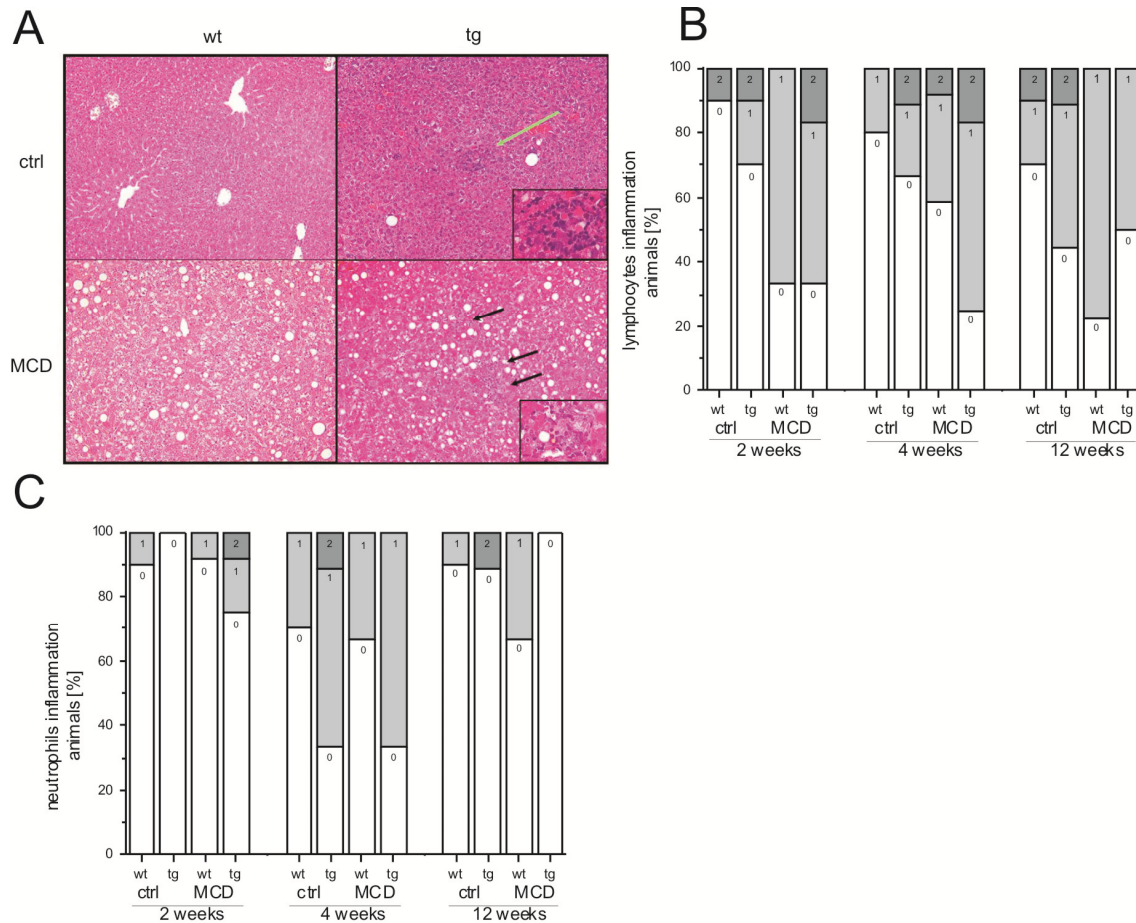 A
wt
tg
ctrl
MCD
B
lymphocytes inflammation
animals [%]
100
80
60
40
20
0
2 2 1 2 1 2 2 2 2 2 1 1
0 1 1 0 1 1 1 1 1 0
0 0 0 0 0 0 0 0 0 0
wt tg wt tg wt tg wt tg wt tg wt tg
ctrl MCD ctrl MCD ctrl MCD
2 weeks 4 weeks 12 weeks
C
neutrophils inflammation
animals [%]
100
80
60
40
20
0
1 0 1 2 1 2 1 1 1 2 1 0
0 0 1 1 0 0
0 0 0 0 0 0
wt tg wt tg wt tg wt tg wt tg wt tg
ctrl MCD ctrl MCD ctrl MCD
2 weeks 4 weeks 12 weeks